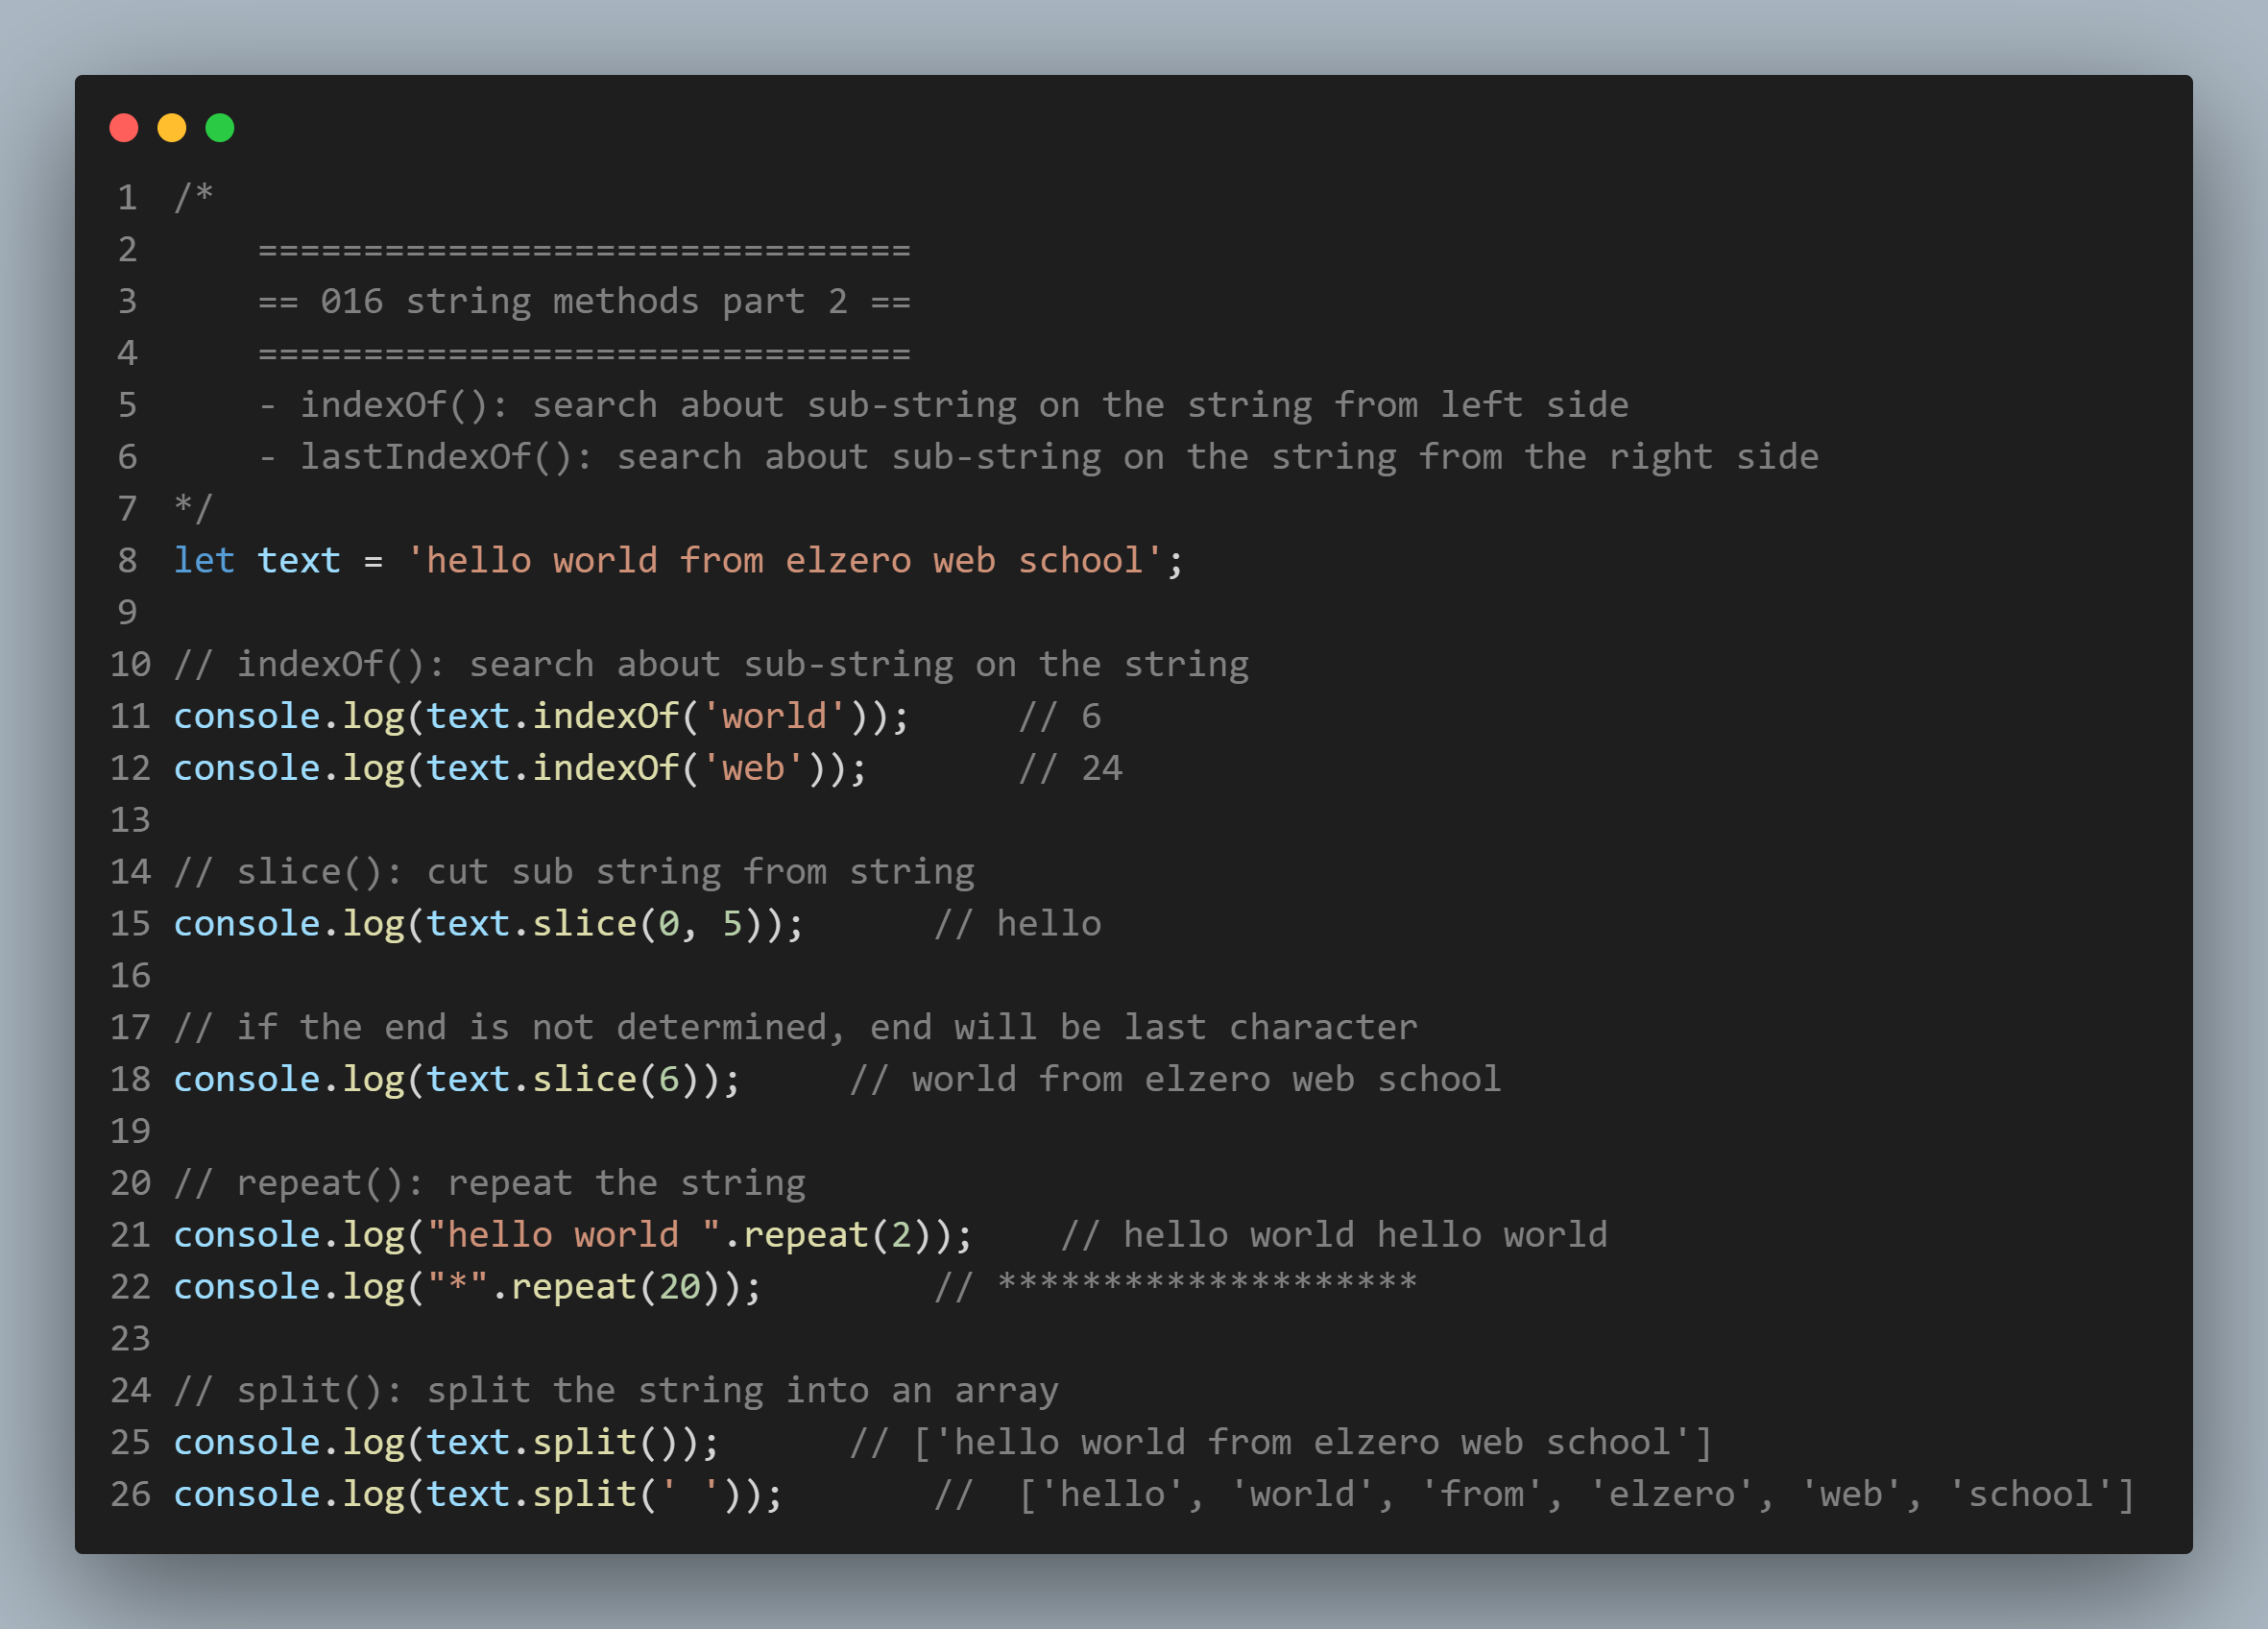 1 /*
2     ===============================
3     == 016 string methods part 2 ==
4     ===============================
5     - indexOf(): search about sub-string on the string from left side
6     - lastIndexOf(): search about sub-string on the string from the right side
7 */
8 let text = 'hello world from elzero web school';
9
10 // indexOf(): search about sub-string on the string
11 console.log(text.indexOf('world'));     // 6
12 console.log(text.indexOf('web'));       // 24
13
14 // slice(): cut sub string from string
15 console.log(text.slice(0, 5));      // hello
16
17 // if the end is not determined, end will be last character
18 console.log(text.slice(6));     // world from elzero web school
19
20 // repeat(): repeat the string
21 console.log("hello world ".repeat(2));    // hello world hello world
22 console.log("*".repeat(20));        // ********************
23
24 // split(): split the string into an array
25 console.log(text.split());      // ['hello world from elzero web school']
26 console.log(text.split(' '));       //  ['hello', 'world', 'from', 'elzero', 'web', 'school']